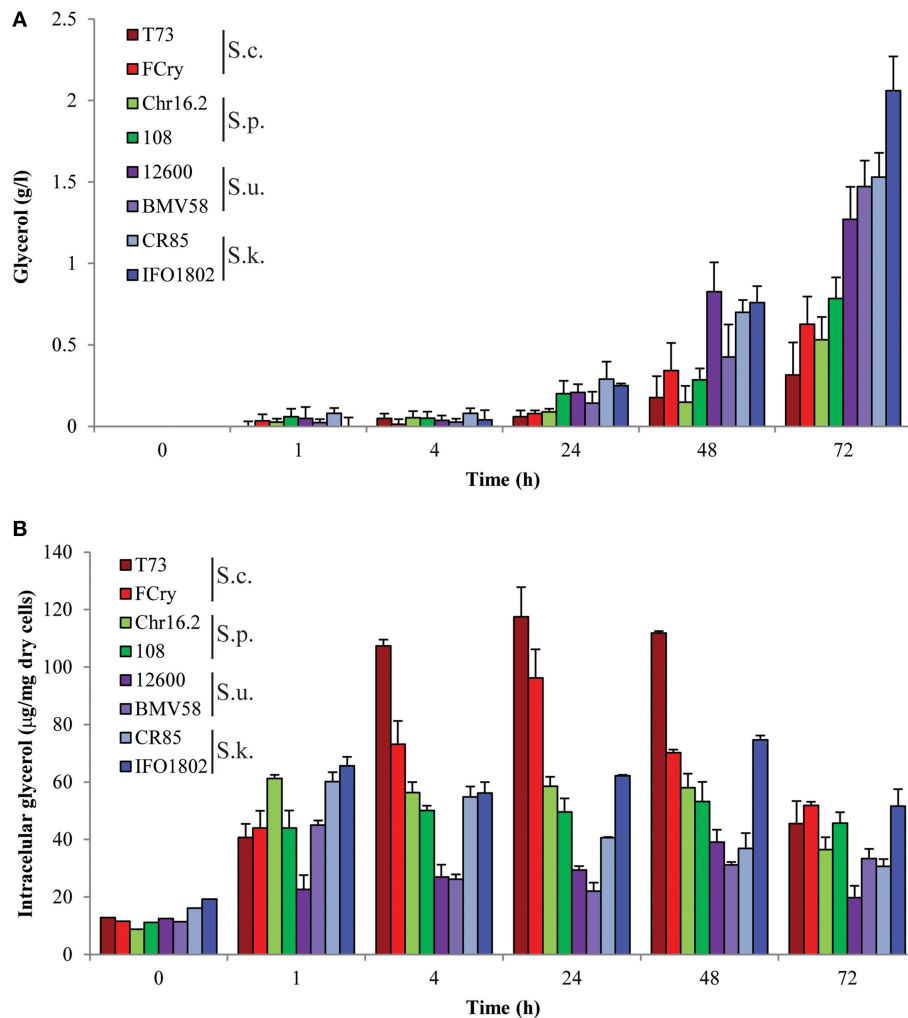 A
2.5
2
1.5
1
0.5
0
Glycerol (g/l)
T73
FCry
S.c.
Chr16.2
108
S.p.
12600
BMV58
S.u.
CR85
IFO1802
S.k.
0 1 4 24 48 72
Time (h)
B
140
120
100
80
60
40
20
0
Intracelular glycerol (μg/mg dry cells)
T73
FCry
S.c.
Chr16.2
108
S.p.
12600
BMV58
S.u.
CR85
IFO1802
S.k.
0 1 4 24 48 72
Time (h)